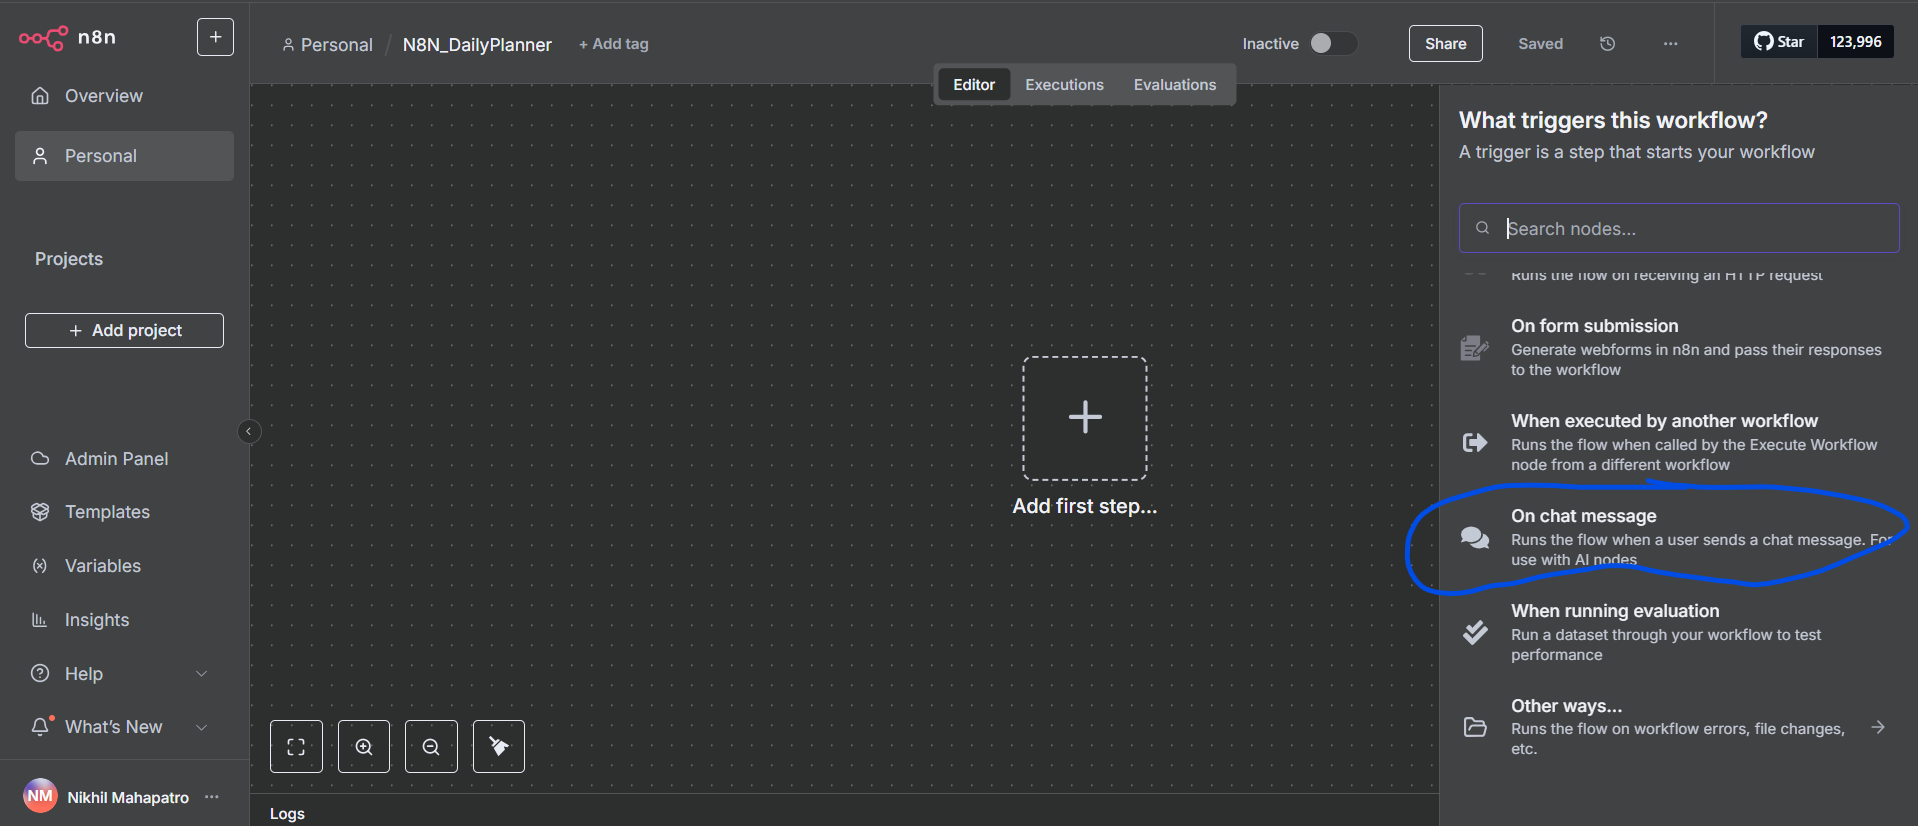 n8n
+
Personal / N8N_DailyPlanner + Add tag
Inactive
Share
Saved
...
Star 123,996
Editor Executions Evaluations
Overview
Personal
Projects
+ Add project
Admin Panel
Templates
Variables
Insights
Help
What's New
NM Nikhil Mahapatro ...
Add first step...
Logs
What triggers this workflow?
A trigger is a step that starts your workflow
Search nodes...
Runs the flow on receiving an HTTP request
On form submission
Generate webforms in n8n and pass their responses
to the workflow
When executed by another workflow
Runs the flow when called by the Execute Workflow
node from a different workflow
On chat message
Runs the flow when a user sends a chat message. For
use with AI nodes
When running evaluation
Run a dataset through your workflow to test
performance
Other ways...
Runs the flow on workflow errors, file changes,
etc.